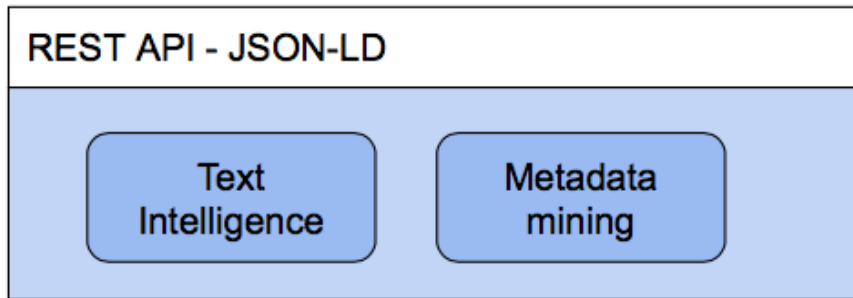 REST API - JSON-LD
Text
Intelligence
Metadata
mining